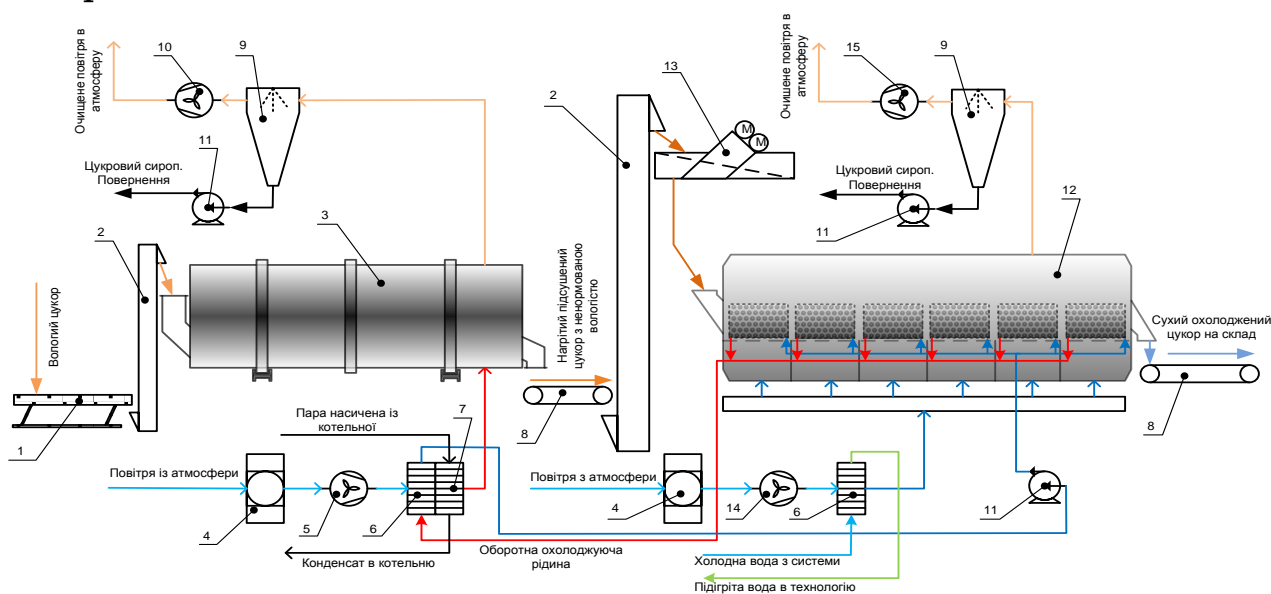 Очищене повітря в
атмосферу
10
9
11
Цукровий сироп.
Повернення
2
3
Вологий цукор
1
Нагрітий підсушений
цукор з ненормованою
вологістю
8
2
13
М
М
Очишене повітря в
атмосферу
15
9
Цукровий сироп.
Повернення
11
12
Сухий охолоджений
цукор на склад
8
Пара насичена із
котельної
7
Повітря із атмосфери
4
5
6
Конденсат в котельню
Оборотна охолоджуюча
рідина
Повітря з атмосфери
4
14
6
11
Холодна вода з системи
Підігріта вода в технологію